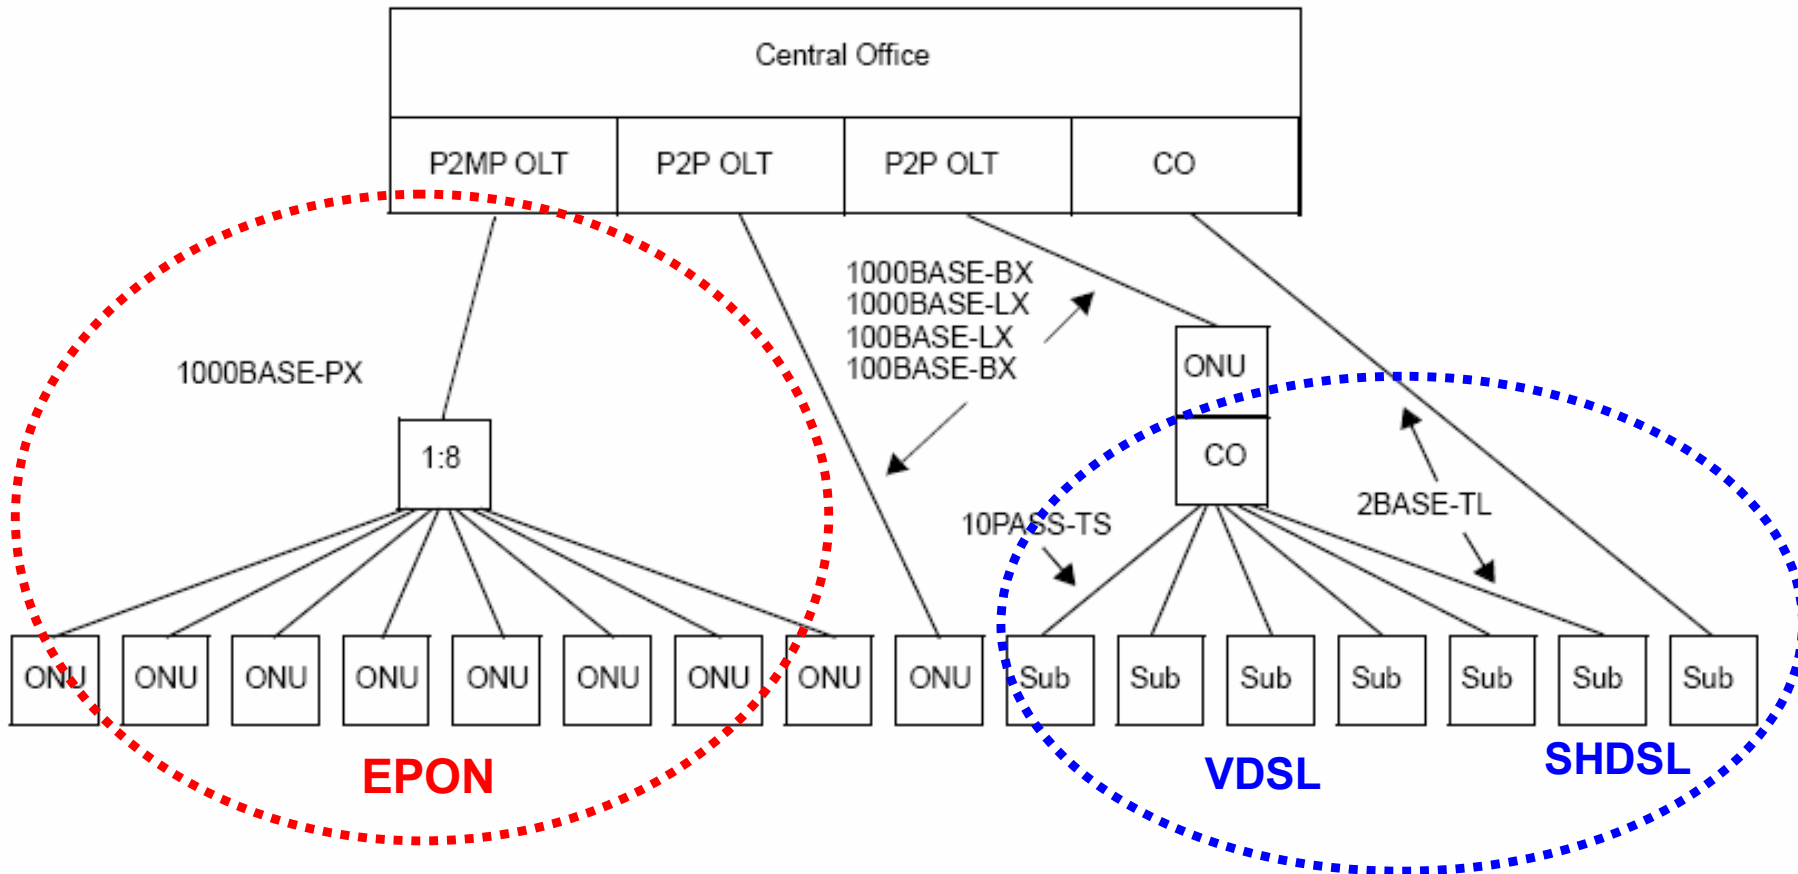 Central Office
P2MP OLT
P2P OLT
P2P OLT
CO
1000BASE-BX
1000BASE-LX
100BASE-LX
100BASE-BX
1000BASE-PX
ONU
1:8
CO
10PASS-TS
2BASE-TL
ONU
ONU
ONU
ONU
ONU
ONU
ONU
ONU
ONU
Sub
Sub
Sub
Sub
Sub
Sub
Sub
EPON
VDSL
SHDSL